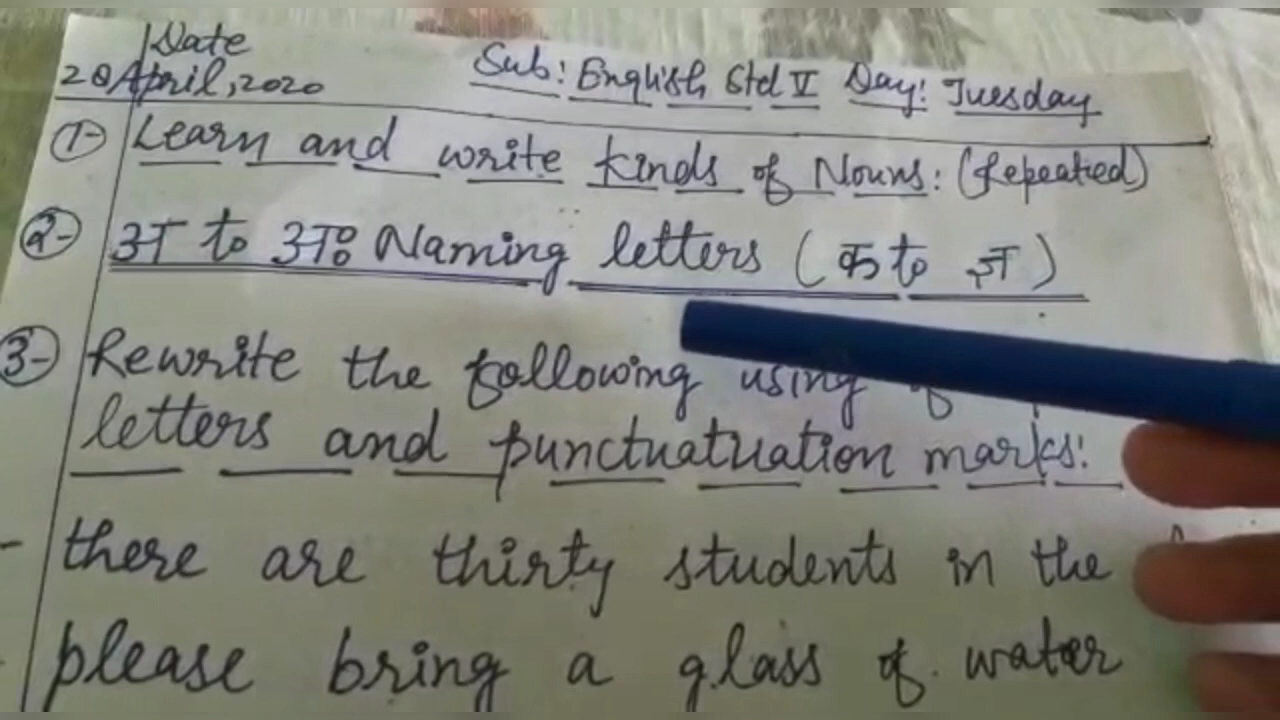 Date
28 April, 2020 Sub: English Std V Day: Tuesday
1- Learn and write kinds of Nouns: (Repeated)
2- अ to अः Naming letters (क to ज्ञ)
3- Rewrite the following using of
letters and punctuatuation marks:
- there are thirty students in the
- please bring a glass of water